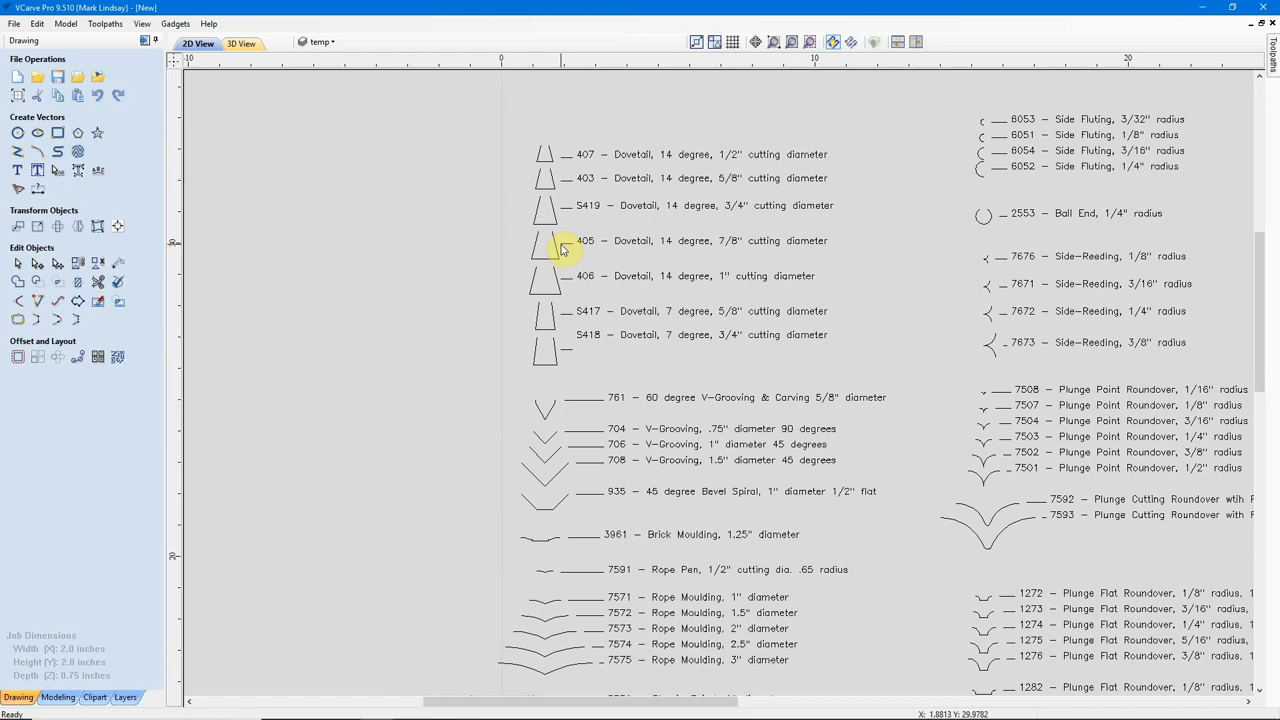 VCarve Pro 9.510 {Mark Lindsay} - [New]
File Edit Model Toolpaths View Gadgets Help
Drawing
2D View 3D View temp
File Operations
Create Vectors
Transform Objects
Edit Objects
Offset and Layout
Job Dimensions
Width [X]: 2.0 inches
Height [Y]: 2.0 inches
Depth [Z]: 0.75 inches
Drawing Modeling Clipart Layers
Ready
X: 1.8813 Y: 29.9782
Toolpaths
-10 0 10 20
30
20
407 - Dovetail, 14 degree, 1/2" cutting diameter
403 - Dovetail, 14 degree, 5/8" cutting diameter
S419 - Dovetail, 14 degree, 3/4" cutting diameter
405 - Dovetail, 14 degree, 7/8" cutting diameter
406 - Dovetail, 14 degree, 1" cutting diameter
S417 - Dovetail, 7 degree, 5/8" cutting diameter
S418 - Dovetail, 7 degree, 3/4" cutting diameter
761 - 60 degree V-Grooving & Carving 5/8" diameter
704 - V-Grooving, .75" diameter 90 degrees
706 - V-Grooving, 1" diameter 45 degrees
708 - V-Grooving, 1.5" diameter 45 degrees
935 - 45 degree Bevel Spiral, 1" diameter 1/2" flat
3961 - Brick Moulding, 1.25" diameter
7591 - Rope Pen, 1/2" cutting dia. .65 radius
7571 - Rope Moulding, 1" diameter
7572 - Rope Moulding, 1.5" diameter
7573 - Rope Moulding, 2" diameter
7574 - Rope Moulding, 2.5" diameter
7575 - Rope Moulding, 3" diameter
6053 - Side Fluting, 3/32" radius
6051 - Side Fluting, 1/8" radius
6054 - Side Fluting, 3/16" radius
6052 - Side Fluting, 1/4" radius
2553 - Ball End, 1/4" radius
7676 - Side-Reeding, 1/8" radius
7671 - Side-Reeding, 3/16" radius
7672 - Side-Reeding, 1/4" radius
7673 - Side-Reeding, 3/8" radius
7508 - Plunge Point Roundover, 1/16" radius
7507 - Plunge Point Roundover, 1/8" radius
7504 - Plunge Point Roundover, 3/16" radius
7503 - Plunge Point Roundover, 1/4" radius
7502 - Plunge Point Roundover, 3/8" radius
7501 - Plunge Point Roundover, 1/2" radius
7592 - Plunge Cutting Roundover with
7593 - Plunge Cutting Roundover with
1272 - Plunge Flat Roundover, 1/8" radius, 1
1273 - Plunge Flat Roundover, 3/16" radius,
1274 - Plunge Flat Roundover, 1/4" radius, 1
1275 - Plunge Flat Roundover, 5/16" radius,
1276 - Plunge Flat Roundover, 3/8" radius, 1
1282 - Plunge Flat Roundover, 1/8" radius, 1